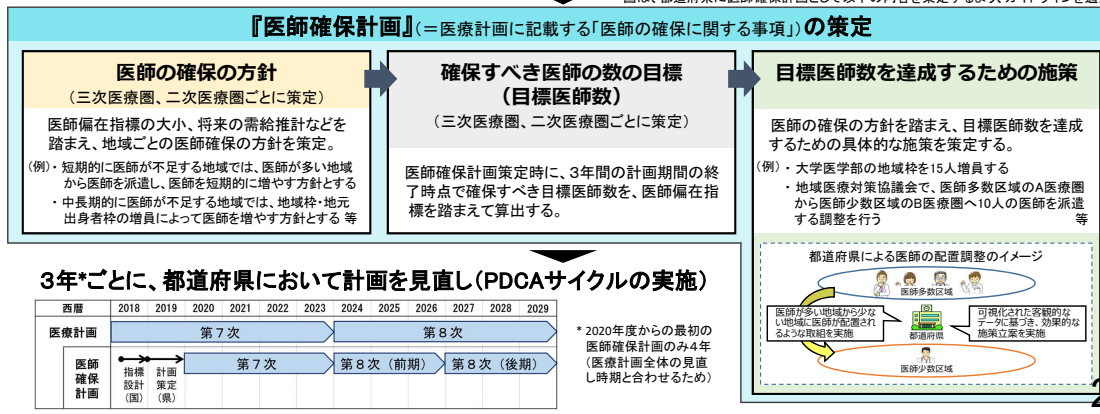 『医師確保計画』(＝医療計画に記載する「医師の確保に関する事項」)の策定
医師の確保の方針
（三次医療圏、二次医療圏ごとに策定）
医師偏在指標の大小、将来の需給推計などを
踏まえ、地域ごとの医師確保の方針を策定。
(例)・短期的に医師が不足する地域では、医師が多い地域
から医師を派遣し、医師を短期的に増やす方針とする
・中長期的に医師が不足する地域では、地域枠・地元
出身者枠の増員によって医師を増やす方針とする 等
確保すべき医師の数の目標
（目標医師数）
（三次医療圏、二次医療圏ごとに策定）
医師確保計画策定時に、3年間の計画期間の終
了時点で確保すべき目標医師数を、医師偏在指
標を踏まえて算出する。
目標医師数を達成するための施策
医師の確保の方針を踏まえ、目標医師数を達成
するための具体的な施策を策定する。
(例)・大学医学部の地域枠を15人増員する
・地域医療対策協議会で、医師多数区域のA医療圏
から医師少数区域のB医療圏へ10人の医師を派遣
する調整を行う 等
都道府県による医師の配置調整のイメージ
医師多数区域
医師が多い地域から少な
い地域に医師が配置され
るような取組を実施
都道府県
可視化された客観的な
データに基づき、効果的な
施策立案を実施
医師少数区域
3年*ごとに、都道府県において計画を見直し(PDCAサイクルの実施)
西暦 2018 2019 2020 2021 2022 2023 2024 2025 2026 2027 2028 2029
医療計画 第７次 第８次
医師
確保
計画
指標
設計
（国）
計画
策定
（県）
第７次 第８次（前期） 第８次（後期）
* 2020年度からの最初の
医師確保計画のみ4年
（医療計画全体の見直
し時期と合わせるため）